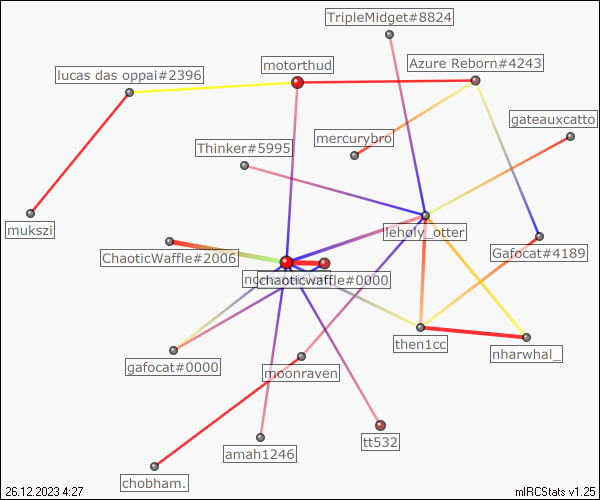 TripleMidget#8824
motorthud
Azure Reborn#4243
lucas das oppai#2396
gateauxcatto
mercurybro
Thinker#5995
mukszi
leholy_otter
Gafocat#4189
ChaoticWaffle#2006
chaoticwaffle#0000
then1cc
nharwhal_
gafocat#0000
moonraven
tt532
amah1246
chobham.
26.12.2023 4:27
mIRCStats v1.25